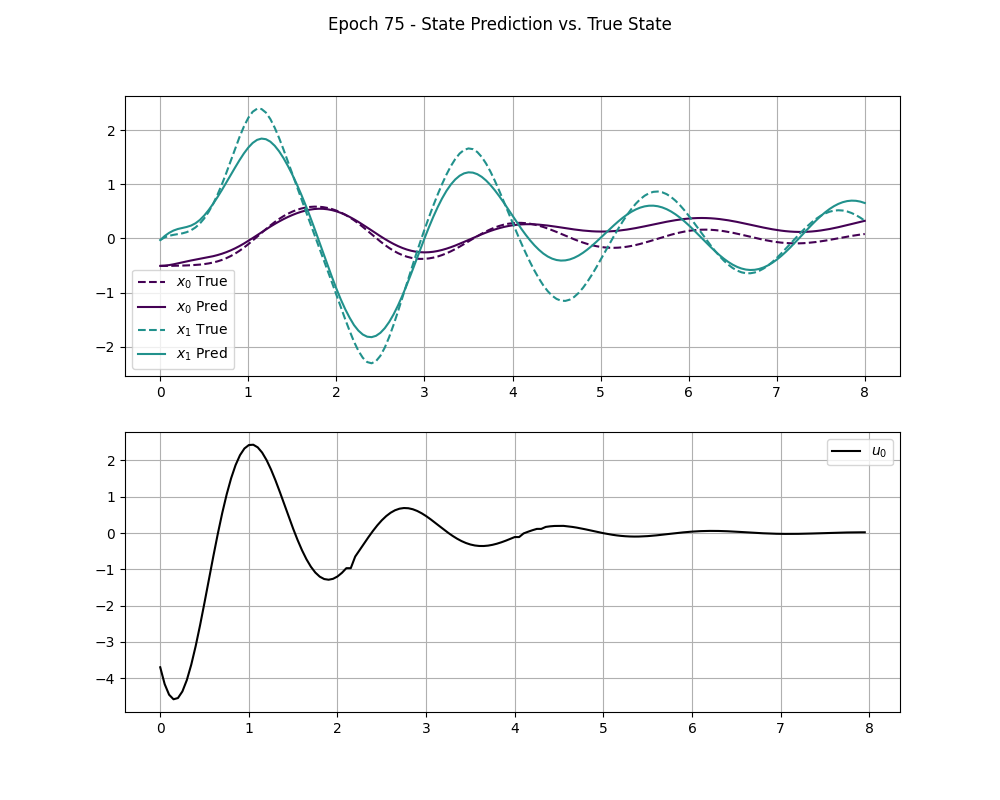 Epoch 75 - State Prediction vs. True State
2
1
0
−1
−2
x₀ True
x₀ Pred
x₁ True
x₁ Pred
0 1 2 3 4 5 6 7 8
2
1
0
−1
−2
−3
−4
u₀
0 1 2 3 4 5 6 7 8